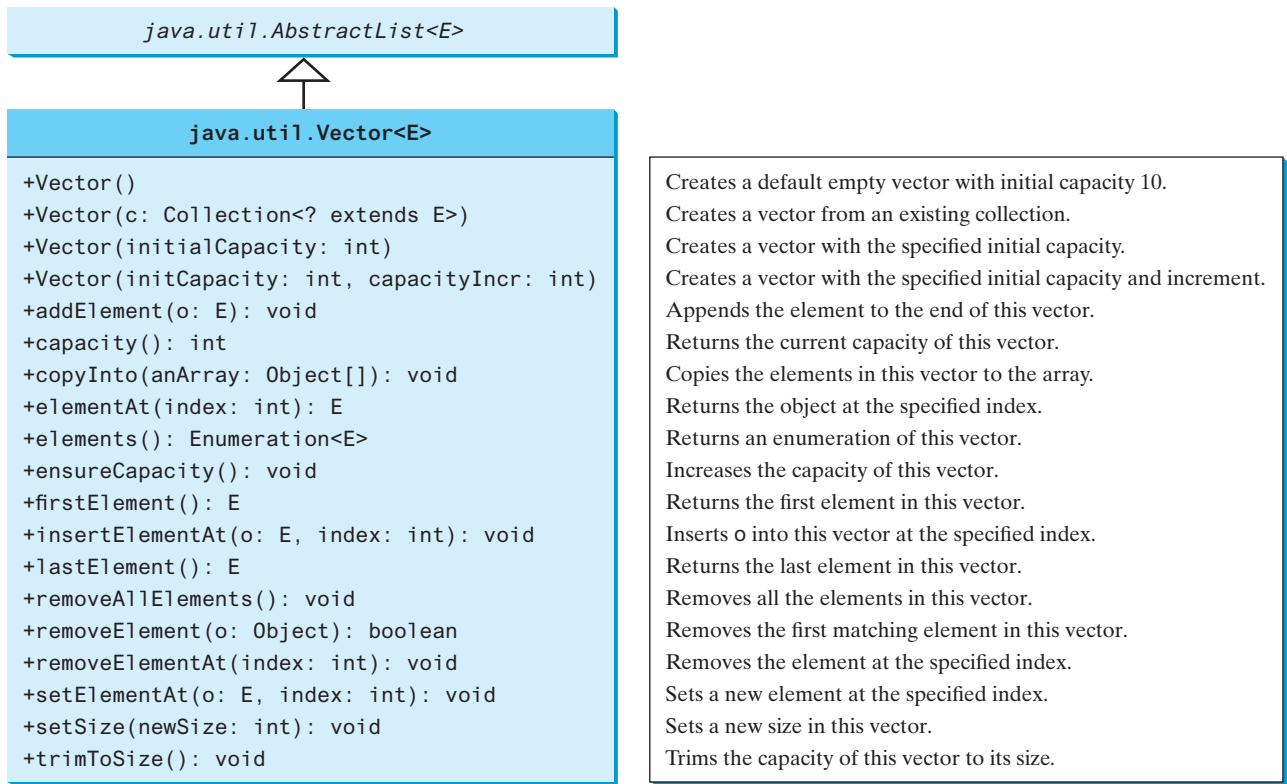 java.util.AbstractList<E>
java.util.Vector<E>
+Vector()
Creates a default empty vector with initial capacity 10.
+Vector(c: Collection<? extends E>)
Creates a vector from an existing collection.
+Vector(initialCapacity: int)
Creates a vector with the specified initial capacity.
+Vector(initCapacity: int, capacityIncr: int)
Creates a vector with the specified initial capacity and increment.
+addElement(o: E): void
Appends the element to the end of this vector.
+capacity(): int
Returns the current capacity of this vector.
+copyInto(anArray: Object[]): void
Copies the elements in this vector to the array.
+elementAt(index: int): E
Returns the object at the specified index.
+elements(): Enumeration<E>
Returns an enumeration of this vector.
+ensureCapacity(): void
Increases the capacity of this vector.
+firstElement(): E
Returns the first element in this vector.
+insertElementAt(o: E, index: int): void
Inserts o into this vector at the specified index.
+lastElement(): E
Returns the last element in this vector.
+removeAllElements(): void
Removes all the elements in this vector.
+removeElement(o: Object): boolean
Removes the first matching element in this vector.
+removeElementAt(index: int): void
Removes the element at the specified index.
+setElementAt(o: E, index: int): void
Sets a new element at the specified index.
+setSize(newSize: int): void
Sets a new size in this vector.
+trimToSize(): void
Trims the capacity of this vector to its size.